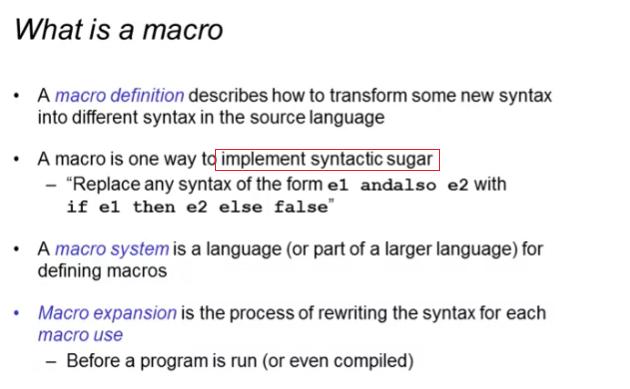 What is a macro
• A macro definition describes how to transform some new syntax
into different syntax in the source language
• A macro is one way to implement syntactic sugar
– “Replace any syntax of the form e1 andalso e2 with
if e1 then e2 else false”
• A macro system is a language (or part of a larger language) for
defining macros
• Macro expansion is the process of rewriting the syntax for each
macro use
– Before a program is run (or even compiled)